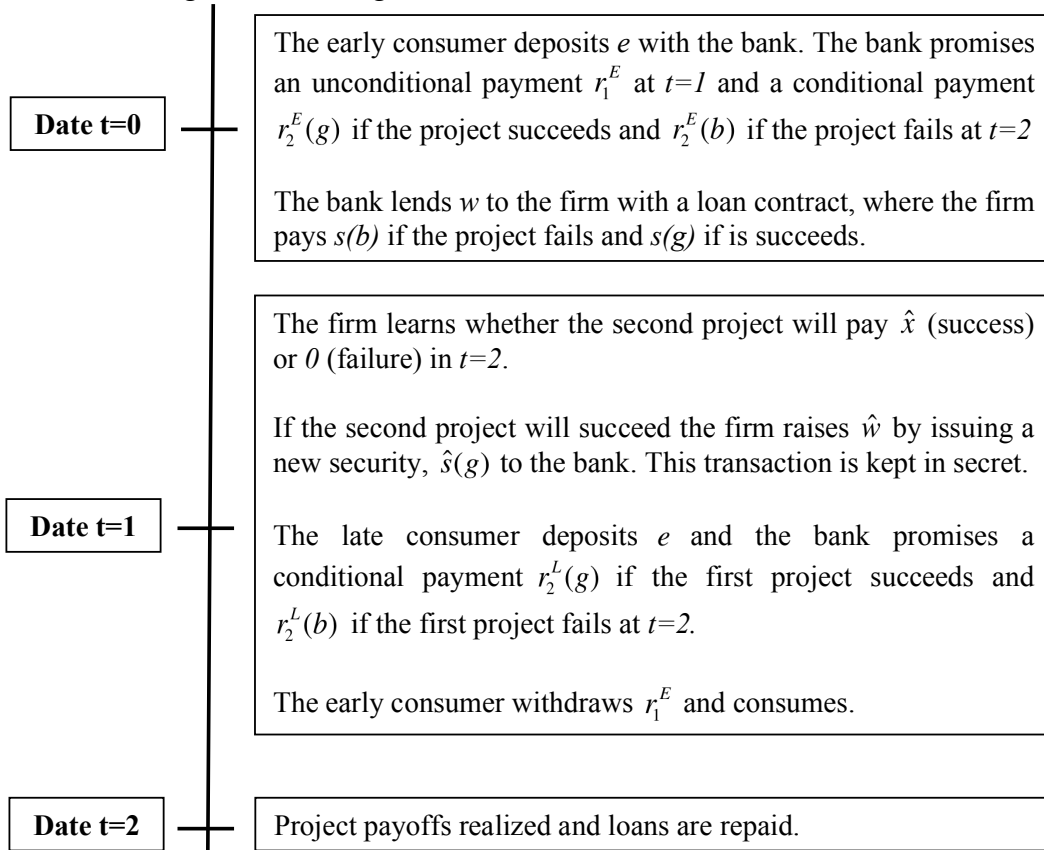 Date t=0
The early consumer deposits e with the bank. The bank promises
an unconditional payment r_1^E at t=1 and a conditional payment
r_2^E(g) if the project succeeds and r_2^E(b) if the project fails at t=2
The bank lends w to the firm with a loan contract, where the firm
pays s(b) if the project fails and s(g) if is succeeds.
Date t=1
The firm learns whether the second project will pay x̂ (success)
or 0 (failure) in t=2.
If the second project will succeed the firm raises ŵ by issuing a
new security, ŝ(g) to the bank. This transaction is kept in secret.
The late consumer deposits e and the bank promises a
conditional payment r_2^L(g) if the first project succeeds and
r_2^L(b) if the first project fails at t=2.
The early consumer withdraws r_1^E and consumes.
Date t=2
Project payoffs realized and loans are repaid.